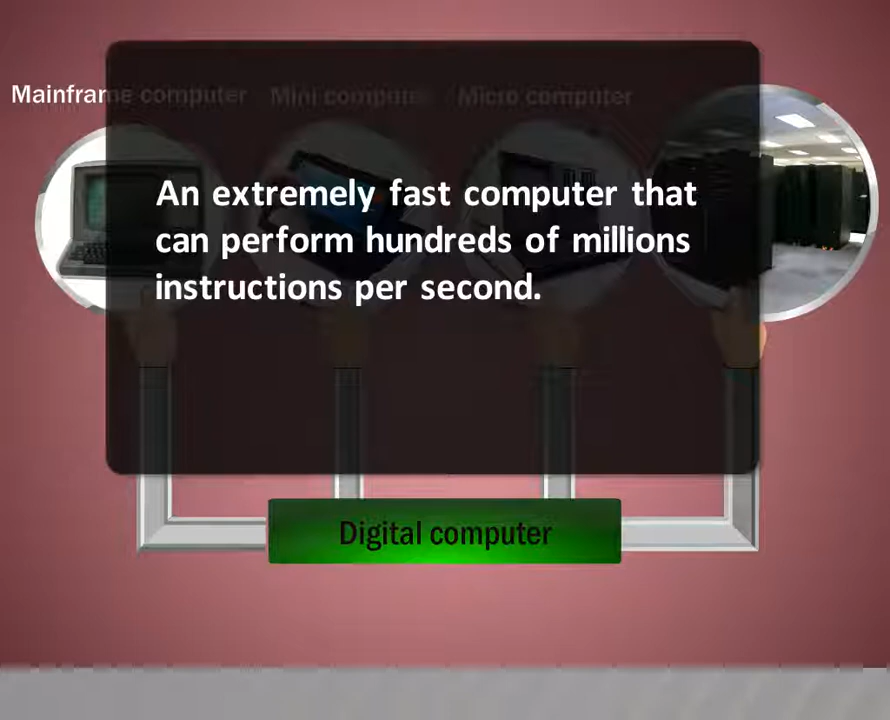 Mainframe computer Mini computer Micro computer
An extremely fast computer that
can perform hundreds of millions
instructions per second.
Digital computer